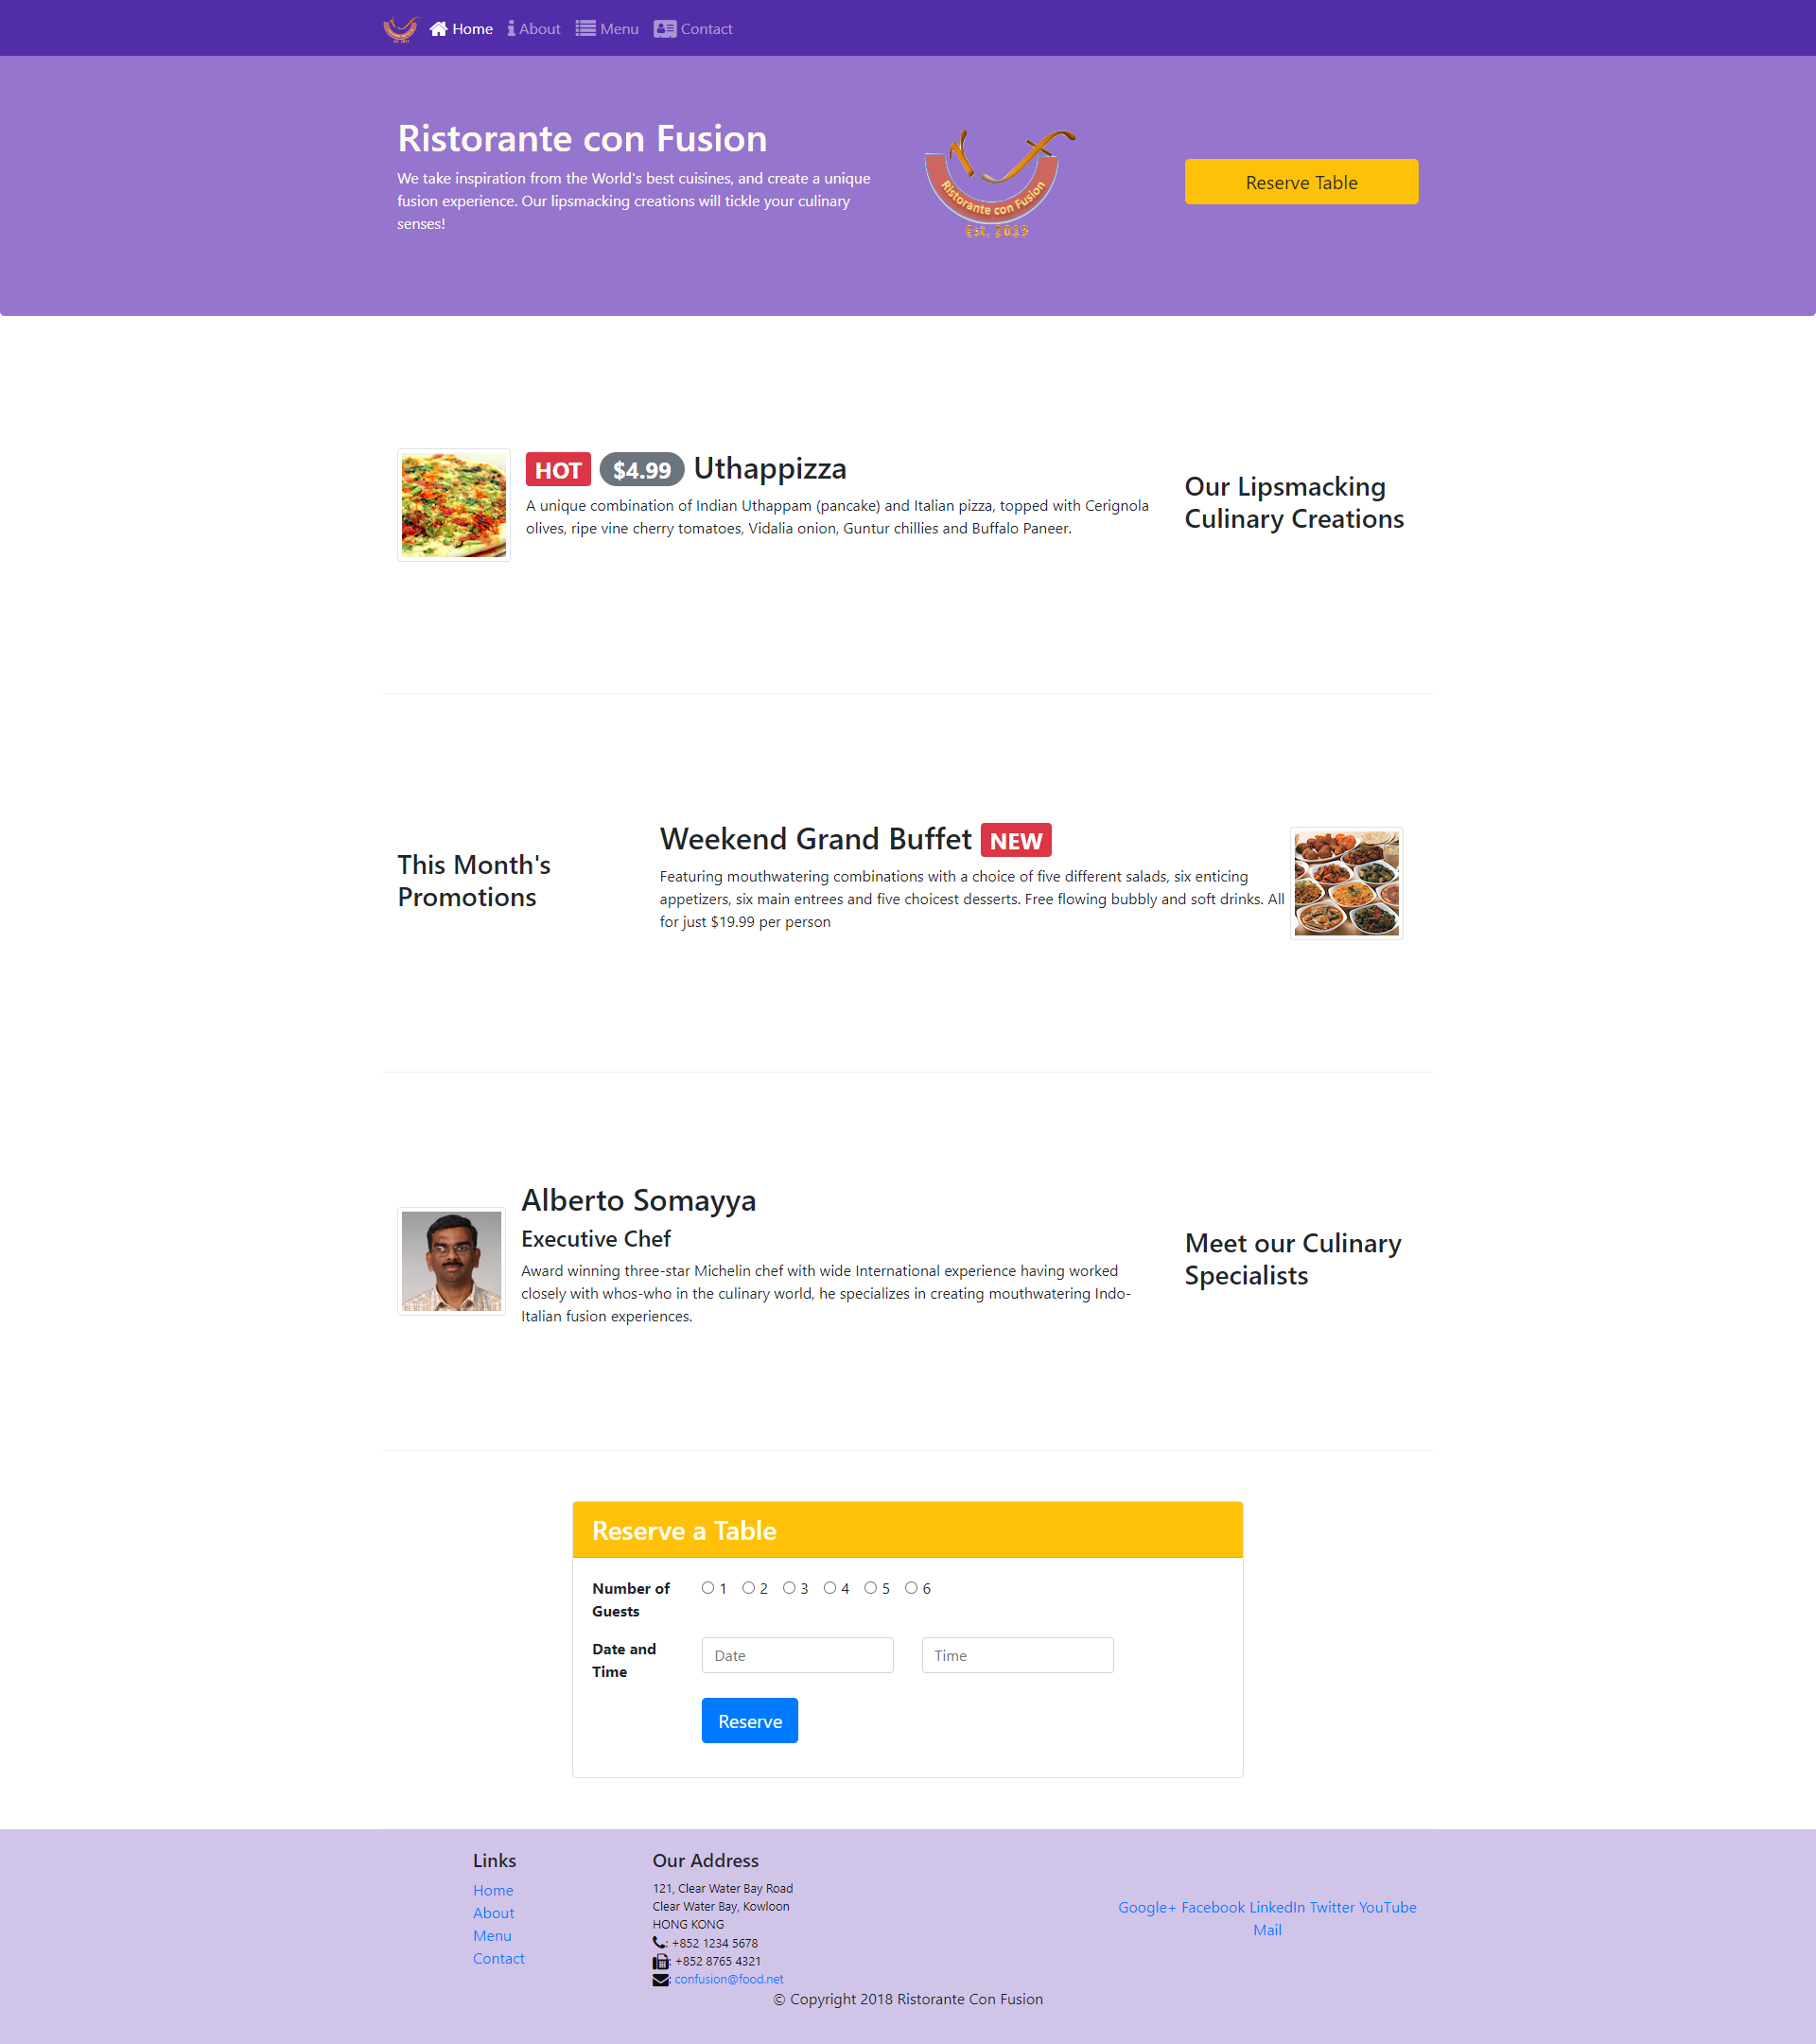 Home About Menu Contact
Ristorante con Fusion
We take inspiration from the World's best cuisines, and create a unique
fusion experience. Our lipsmacking creations will tickle your culinary
senses!
Ristorante con Fusion
Est. 2013
Reserve Table
HOT $4.99 Uthappizza
A unique combination of Indian Uthappam (pancake) and Italian pizza, topped with Cerignola
olives, ripe vine cherry tomatoes, Vidalia onion, Guntur chillies and Buffalo Paneer.
Our Lipsmacking
Culinary Creations
This Month's
Promotions
Weekend Grand Buffet NEW
Featuring mouthwatering combinations with a choice of five different salads, six enticing
appetizers, six main entrees and five choicest desserts. Free flowing bubbly and soft drinks. All
for just $19.99 per person
Alberto Somayya
Executive Chef
Award winning three-star Michelin chef with wide International experience having worked
closely with whos-who in the culinary world, he specializes in creating mouthwatering Indo-
Italian fusion experiences.
Meet our Culinary
Specialists
Reserve a Table
Number of
Guests
1 2 3 4 5 6
Date and
Time
Date
Time
Reserve
Links
Home
About
Menu
Contact
Our Address
121, Clear Water Bay Road
Clear Water Bay, Kowloon
HONG KONG
: +852 1234 5678
: +852 8765 4321
: confusion@food.net
Google+ Facebook LinkedIn Twitter YouTube
Mail
© Copyright 2018 Ristorante Con Fusion